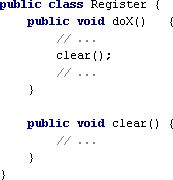 public class Register {
    public void doX()   {
        // ...
        clear();
        // ...
    }

    public void clear() {
        // ...
    }
}